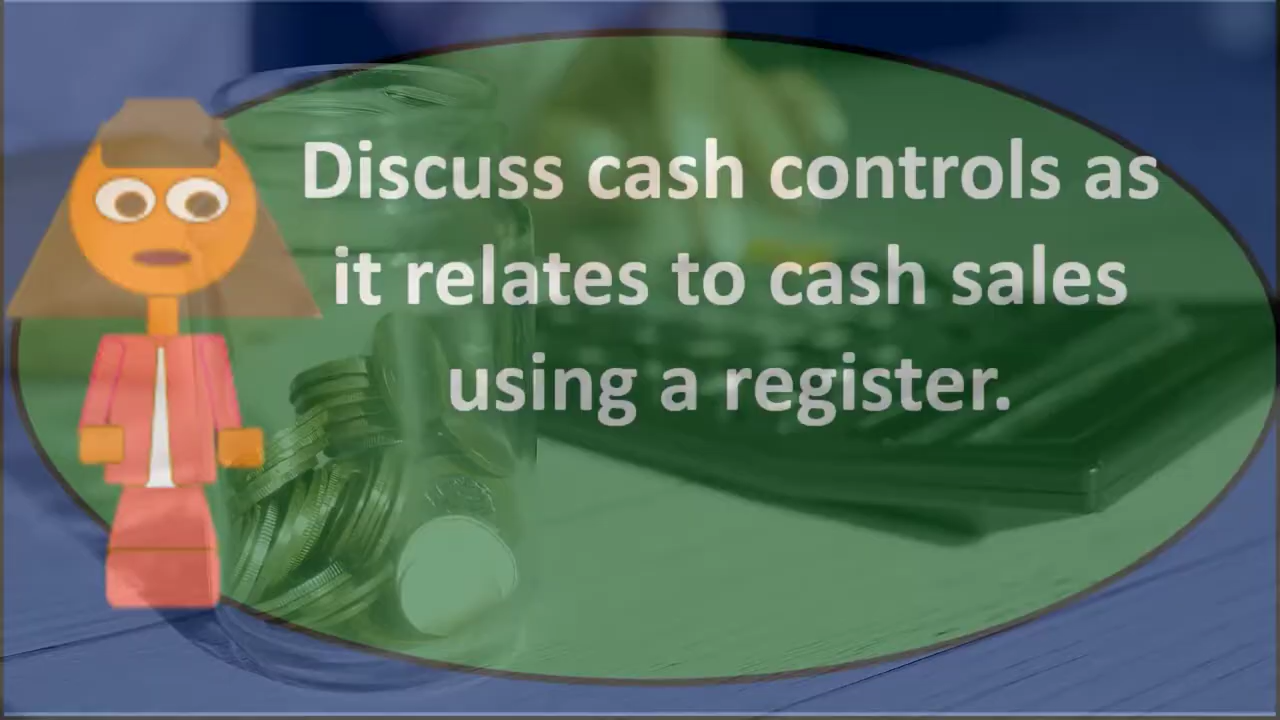 Discuss cash controls as
it relates to cash sales
using a register.